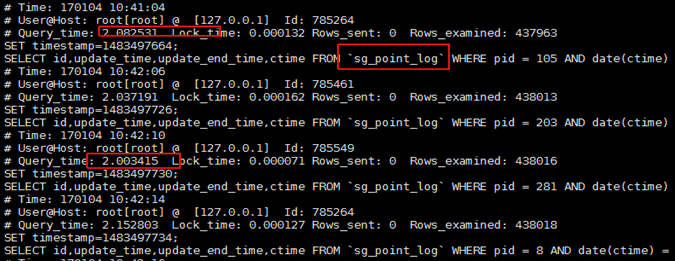 # Time: 170104 10:41:04
# User@Host: root[root] @  [127.0.0.1]  Id: 785264
# Query_time: 2.082531  Lock_time: 0.000132 Rows_sent: 0  Rows_examined: 437963
SET timestamp=1483497664;
SELECT id,update_time,update_end_time,ctime FROM `sg_point_log` WHERE pid = 105 AND date(ctime)
# Time: 170104 10:42:06
# User@Host: root[root] @  [127.0.0.1]  Id: 785461
# Query_time: 2.037191  Lock_time: 0.000162 Rows_sent: 0  Rows_examined: 438013
SET timestamp=1483497726;
SELECT id,update_time,update_end_time,ctime FROM `sg_point_log` WHERE pid = 203 AND date(ctime)
# Time: 170104 10:42:10
# User@Host: root[root] @  [127.0.0.1]  Id: 785549
# Query_time: 2.003415  Lock_time: 0.000071 Rows_sent: 0  Rows_examined: 438016
SET timestamp=1483497730;
SELECT id,update_time,update_end_time,ctime FROM `sg_point_log` WHERE pid = 281 AND date(ctime)
# Time: 170104 10:42:14
# User@Host: root[root] @  [127.0.0.1]  Id: 785264
# Query_time: 2.152803  Lock_time: 0.000127 Rows_sent: 0  Rows_examined: 438018
SET timestamp=1483497734;
SELECT id,update_time,update_end_time,ctime FROM `sg_point_log` WHERE pid = 8 AND date(ctime) =